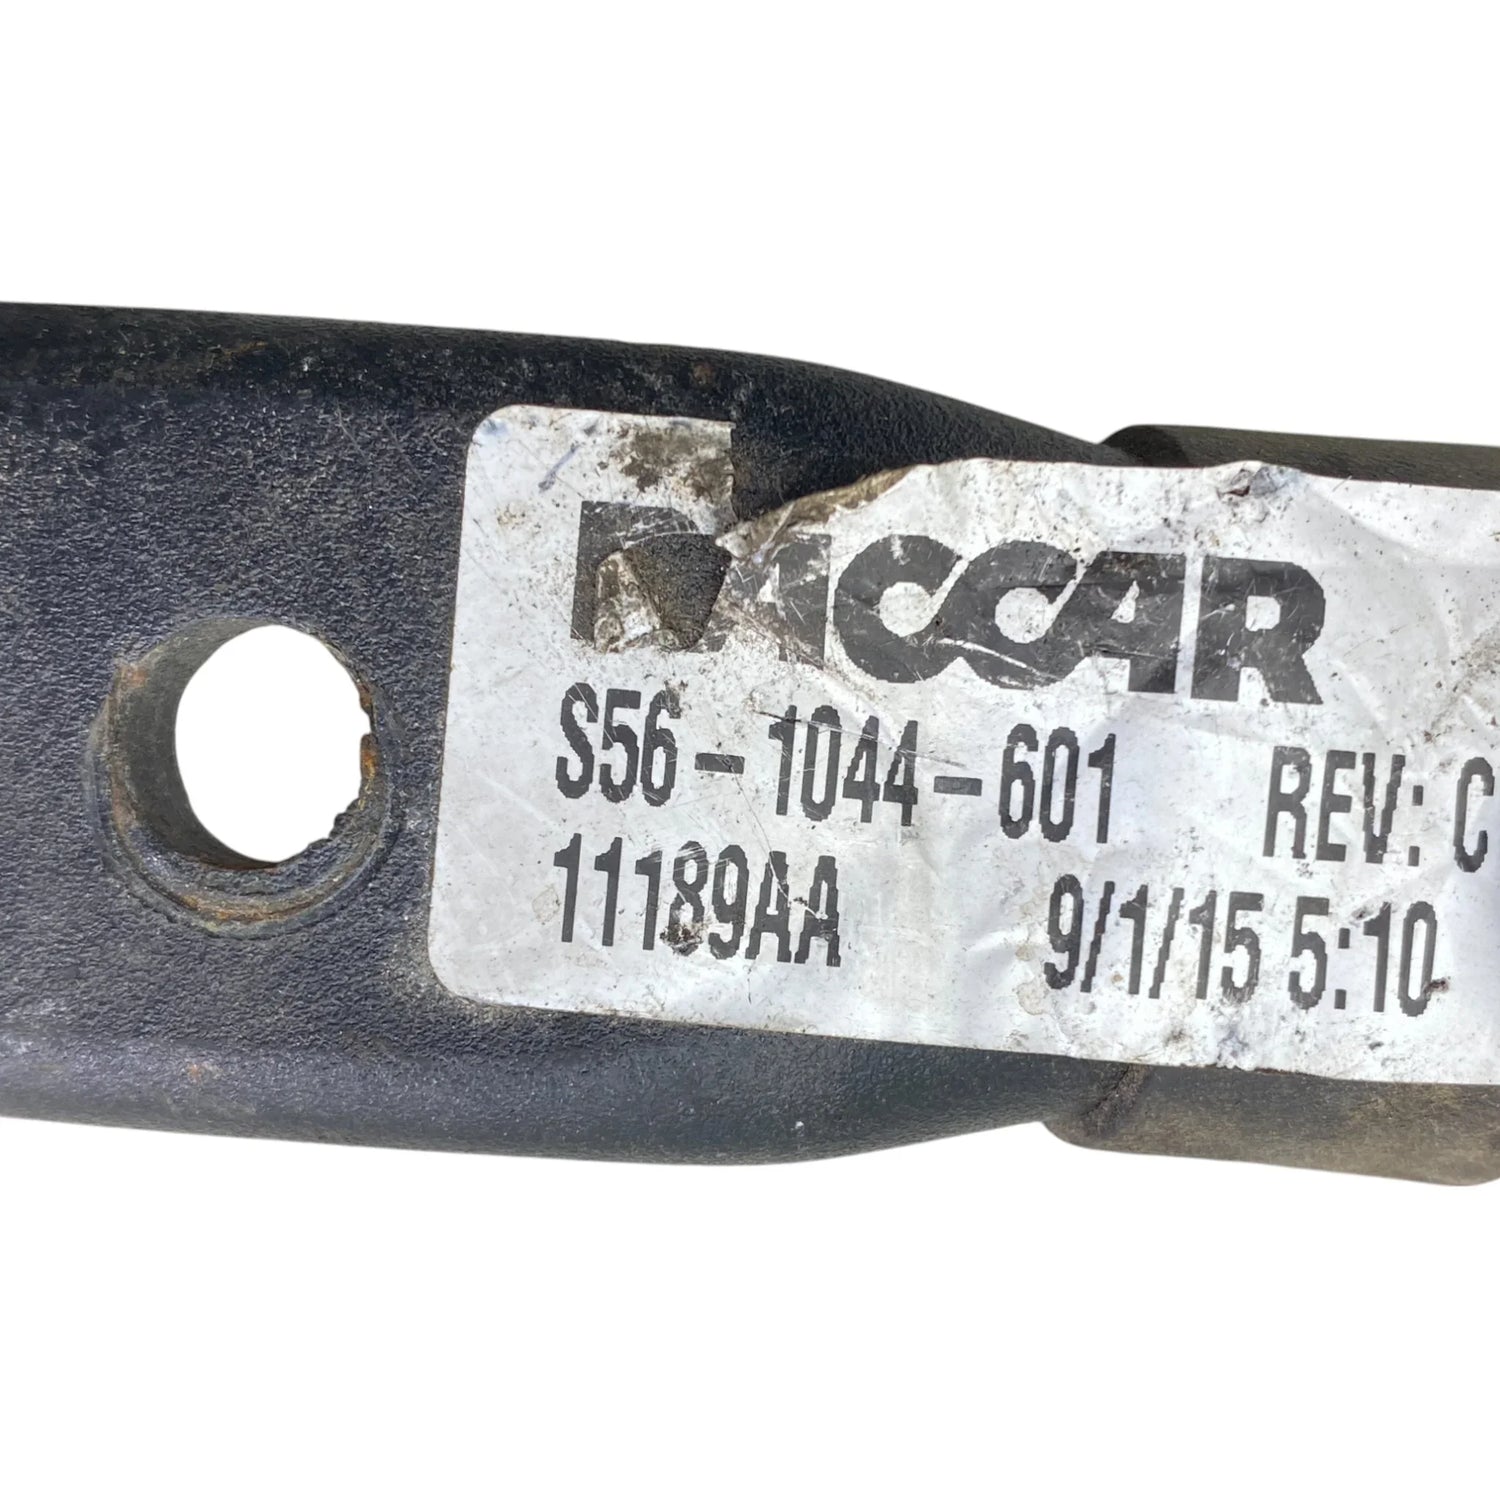 PACCAR
S56-1044-601 REV: C
11189AA 9/1/15 5:10